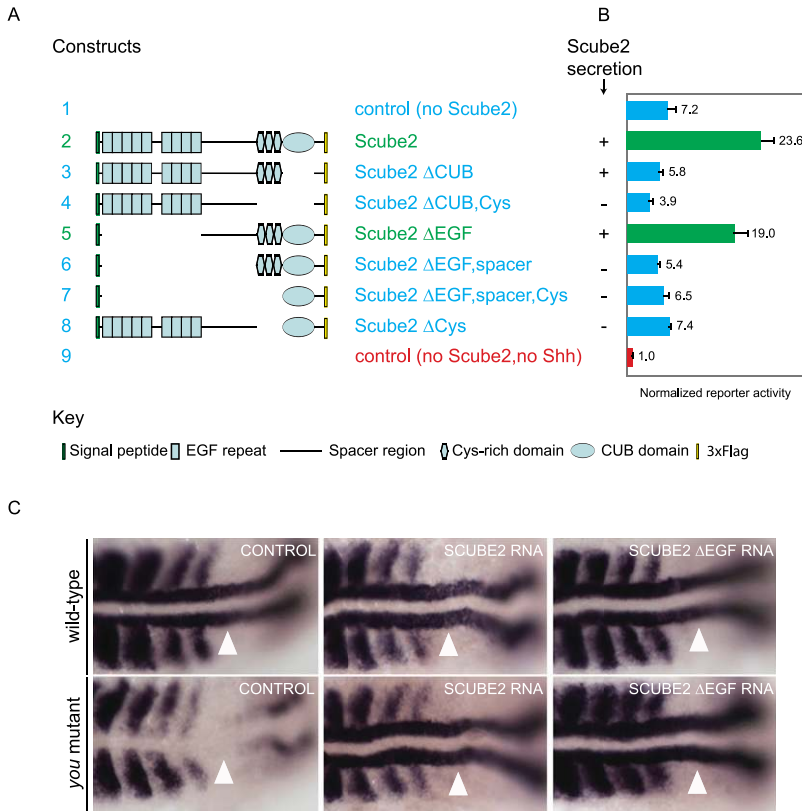 A
B
Constructs
Scube2
secretion
1 control (no Scube2) 7.2
2 Scube2 + 23.6
3 Scube2 ΔCUB + 5.8
4 Scube2 ΔCUB,Cys - 3.9
5 Scube2 ΔEGF + 19.0
6 Scube2 ΔEGF,spacer - 5.4
7 Scube2 ΔEGF,spacer,Cys - 6.5
8 Scube2 ΔCys - 7.4
9 control (no Scube2,no Shh) 1.0
Normalized reporter activity
Key
Signal peptide EGF repeat Spacer region Cys-rich domain CUB domain 3xFlag
C
wild-type
CONTROL SCUBE2 RNA SCUBE2 ΔEGF RNA
you mutant
CONTROL SCUBE2 RNA SCUBE2 ΔEGF RNA